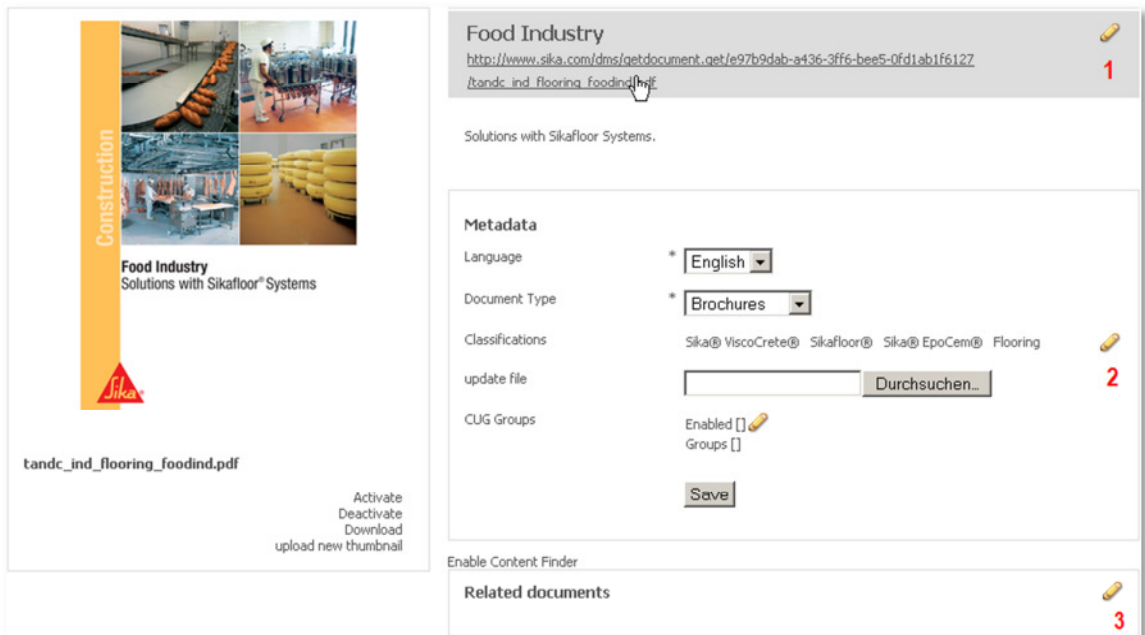 Construction
Food Industry
Solutions with Sikafloor® Systems
Sika®
tandc_ind_flooring_foodind.pdf
Activate
Deactivate
Download
upload new thumbnail
Food Industry
http://www.sika.com/dms/getdocument.get/e97b9dab-a436-3ff6-bee5-0fd1ab1f6127
/tandc_ind_flooring_foodind.pdf
1
Solutions with Sikafloor Systems.
Metadata
Language * English
Document Type * Brochures
Classifications Sika® ViscoCrete® Sikafloor® Sika® EpoCem® Flooring
update file Durchsuchen...
2
CUG Groups Enabled []
Groups []
Save
Enable Content Finder
Related documents
3